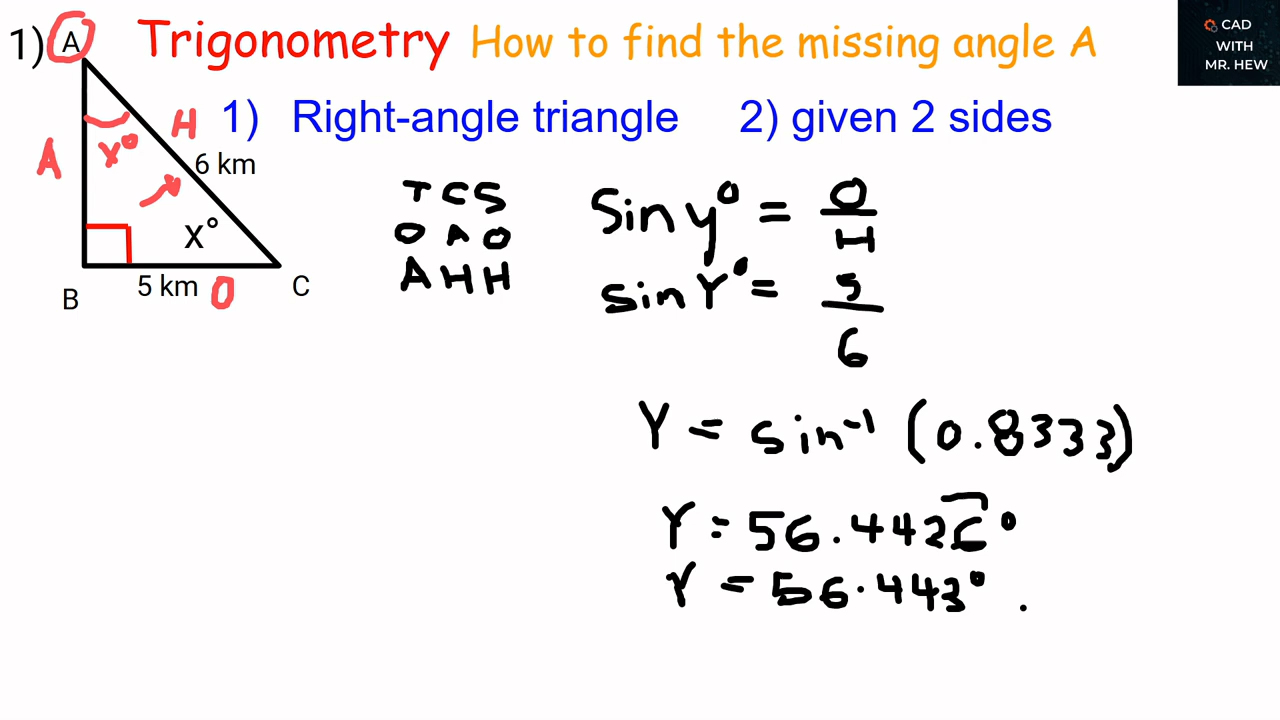 1) A Trigonometry How to find the missing angle A
CAD
WITH
MR. HEW
1) Right-angle triangle 2) given 2 sides
H
A
x°
6 km
x°
B
5 km O
C
T C S
O A O
A H H
Sin y° = O
H
sin Y° = 5
6
Y = sin⁻¹ (0.8333)
Y = 56.4426°
Y = 56.443° .